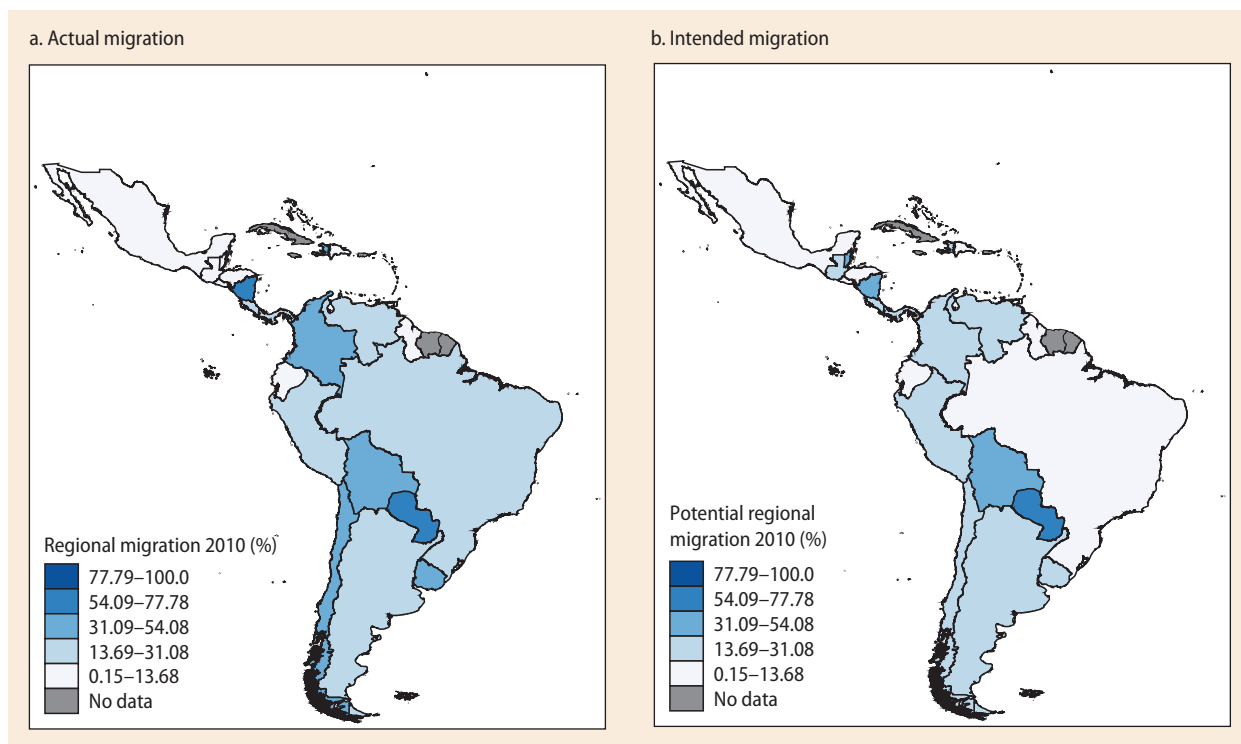 a. Actual migration
Regional migration 2010 (%)
77.79–100.0
54.09–77.78
31.09–54.08
13.69–31.08
0.15–13.68
No data
b. Intended migration
Potential regional
migration 2010 (%)
77.79–100.0
54.09–77.78
31.09–54.08
13.69–31.08
0.15–13.68
No data